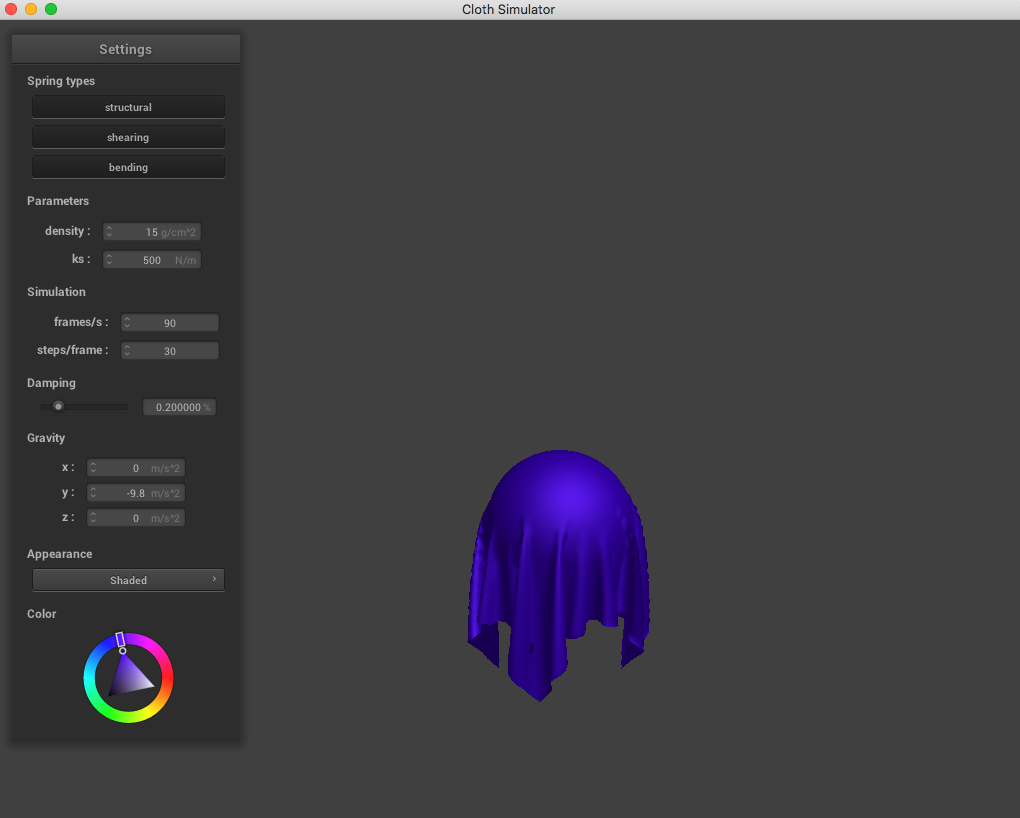 Cloth Simulator
Settings
Spring types
structural
shearing
bending
Parameters
density : 15 g/cm^2
ks : 500 N/m
Simulation
frames/s : 90
steps/frame : 30
Damping
0.200000 %
Gravity
x : 0 m/s^2
y : -9.8 m/s^2
z : 0 m/s^2
Appearance
Shaded
Color